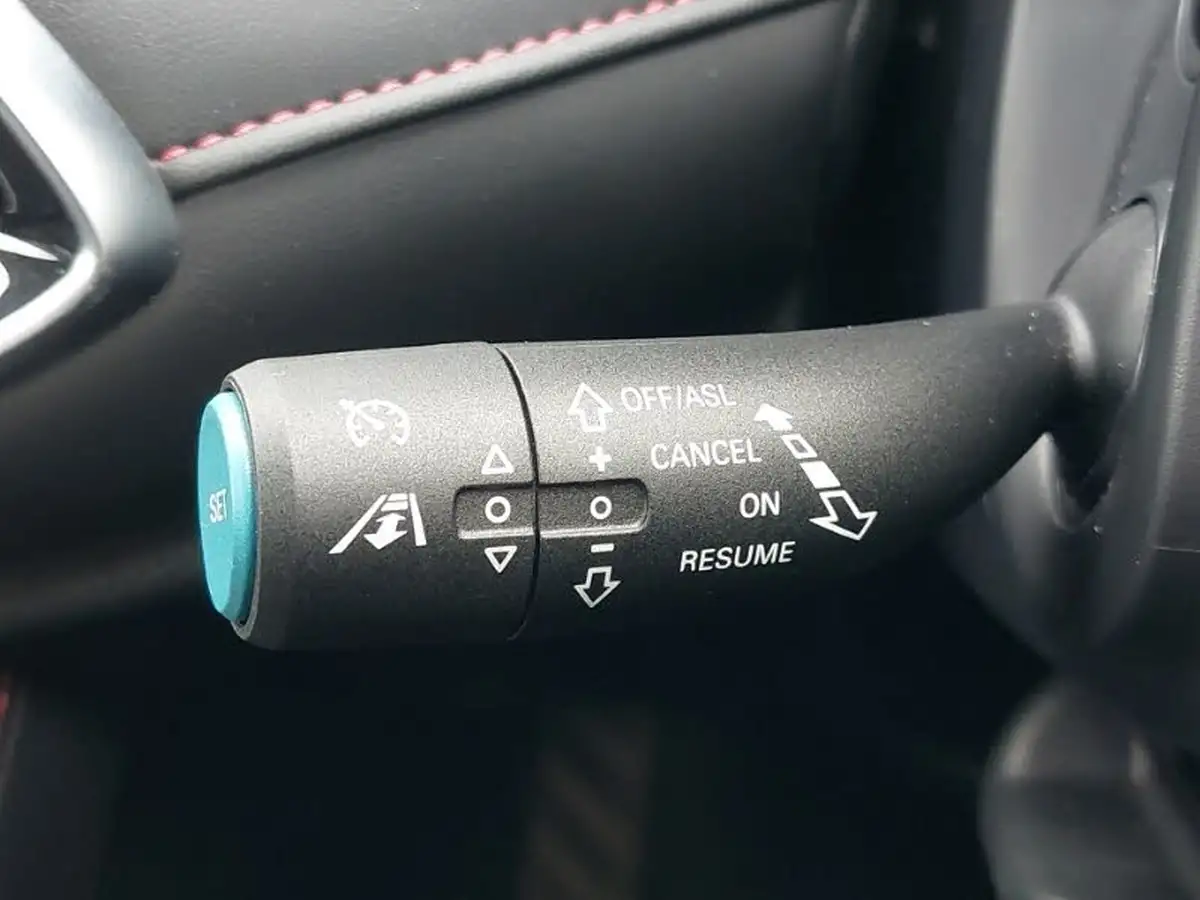 SET
OFF/ASL
+
CANCEL
ON
-
RESUME